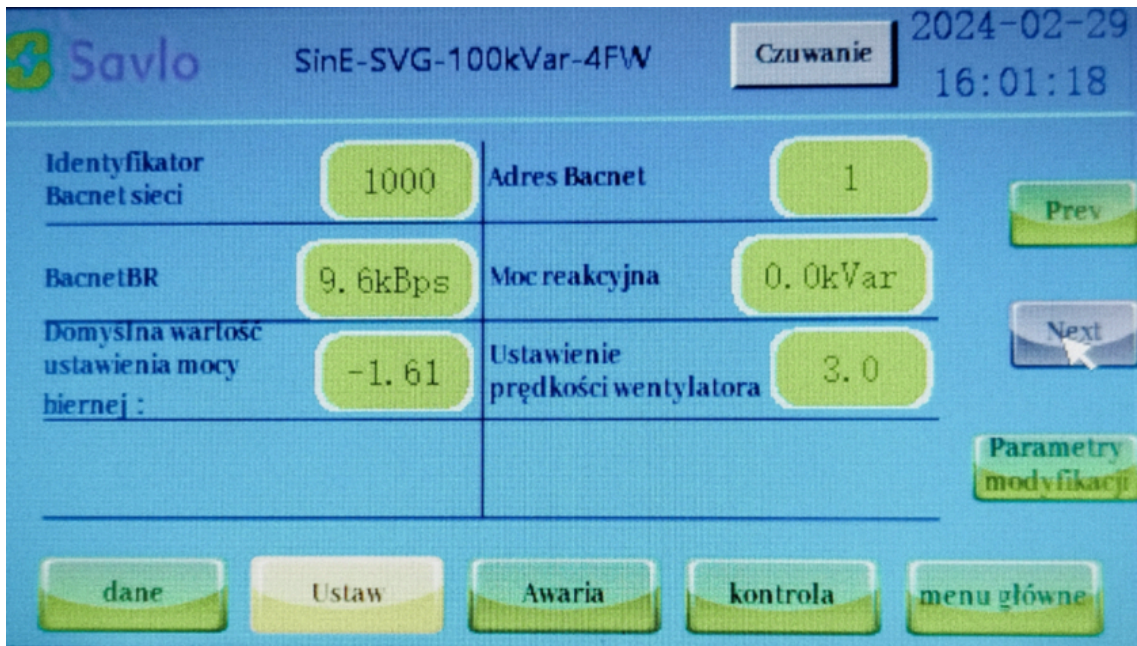 Savlo
SinE-SVG-100kVar-4FW
Czuwanie
2024-02-29
16:01:18
Identyfikator
Bacnet sieci
1000
Adres Bacnet
1
Prev
BacnetBR
9.6kBps
Moc reakcyjna
0.0kVar
Next
Domyślna wartość
ustawienia mocy
biernej :
-1.61
Ustawienie
prędkości wentylatora
3.0
Parametry
modyfikacji
dane
Ustaw
Awaria
kontrola
menu główne